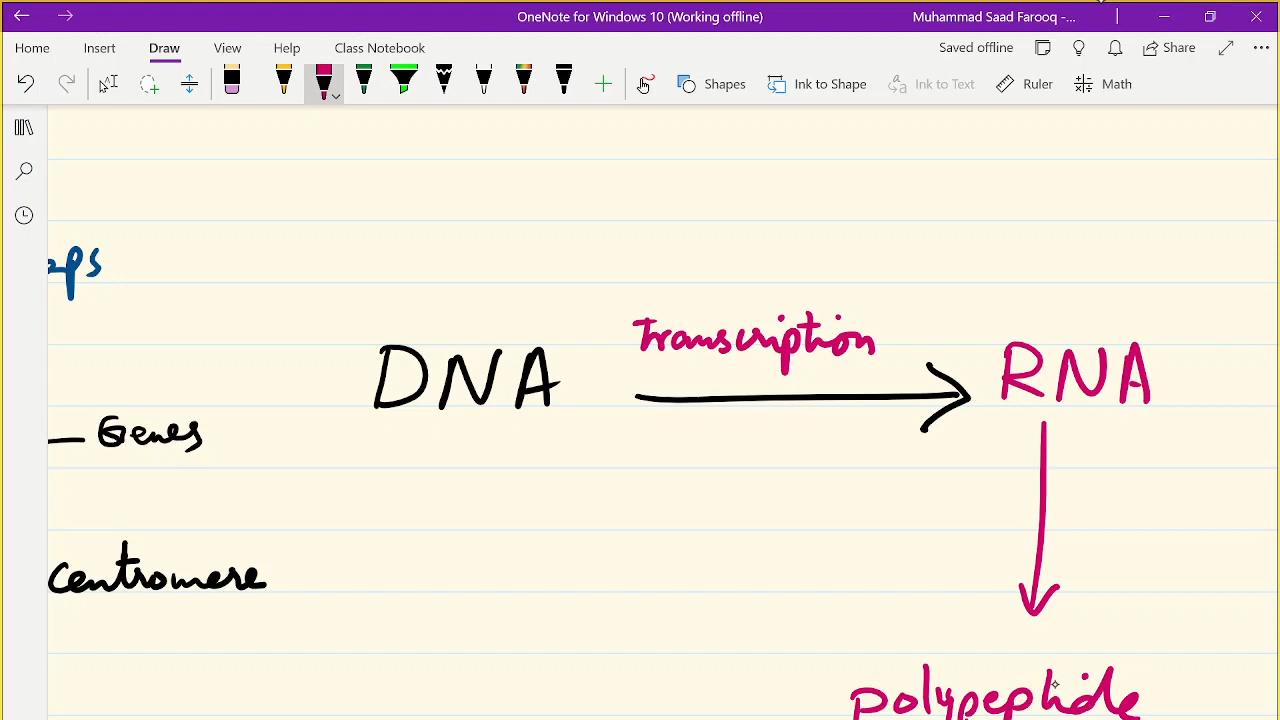 OneNote for Windows 10 (Working offline)
Muhammad Saad Farooq -...
Home Insert Draw View Help Class Notebook
Saved offline Share
Shapes Ink to Shape Ink to Text Ruler Math
aps
Transcription
DNA RNA
Genes
centromere
polypeptide